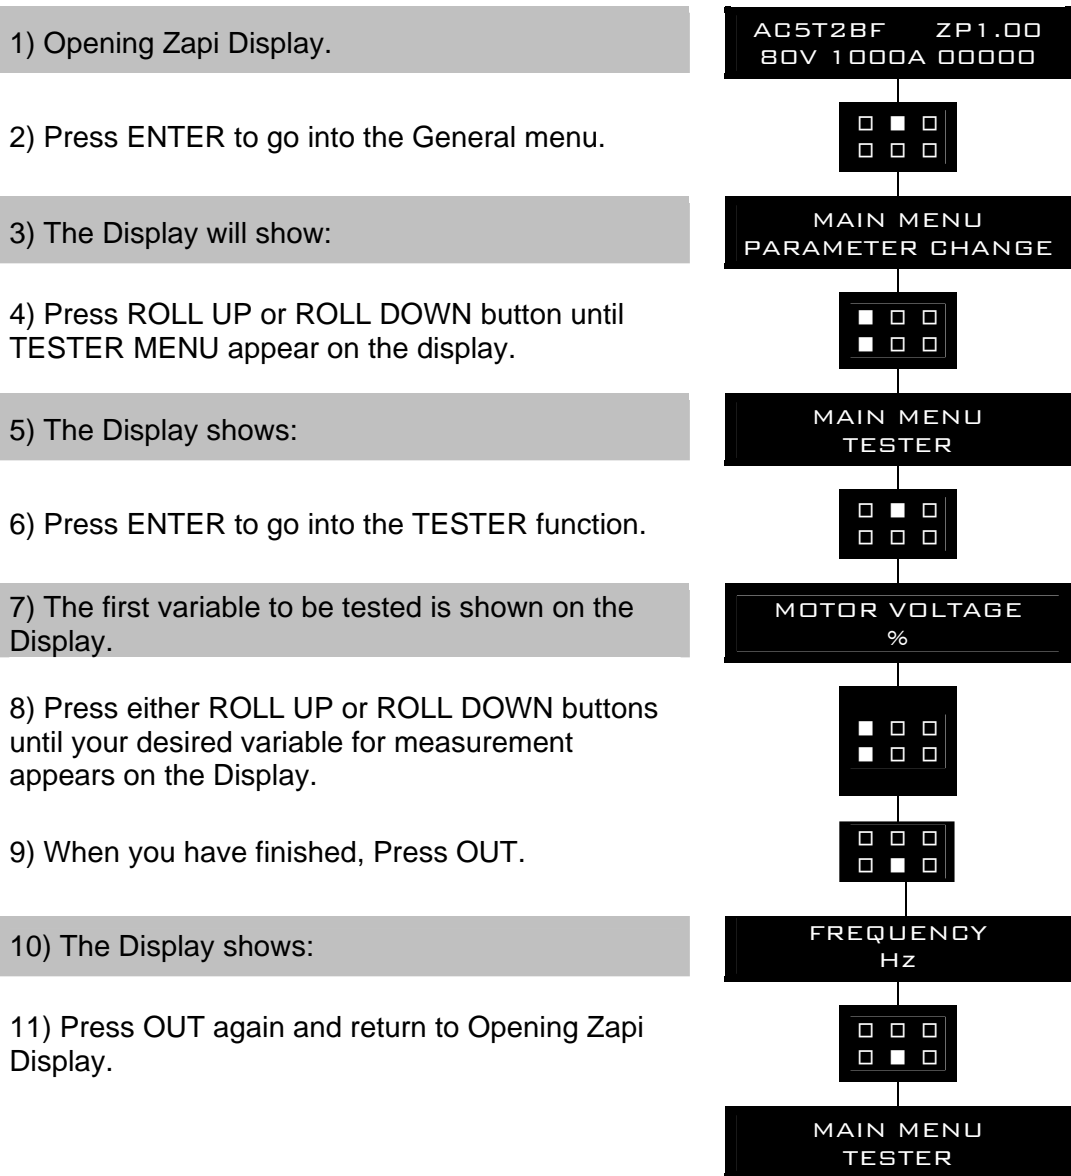 1) Opening Zapi Display.
AC5T2BF ZP1.00
80V 1000A 00000
2) Press ENTER to go into the General menu.
3) The Display will show:
MAIN MENU
PARAMETER CHANGE
4) Press ROLL UP or ROLL DOWN button until
TESTER MENU appear on the display.
5) The Display shows:
MAIN MENU
TESTER
6) Press ENTER to go into the TESTER function.
7) The first variable to be tested is shown on the
Display.
MOTOR VOLTAGE
%
8) Press either ROLL UP or ROLL DOWN buttons
until your desired variable for measurement
appears on the Display.
9) When you have finished, Press OUT.
10) The Display shows:
FREQUENCY
Hz
11) Press OUT again and return to Opening Zapi
Display.
MAIN MENU
TESTER